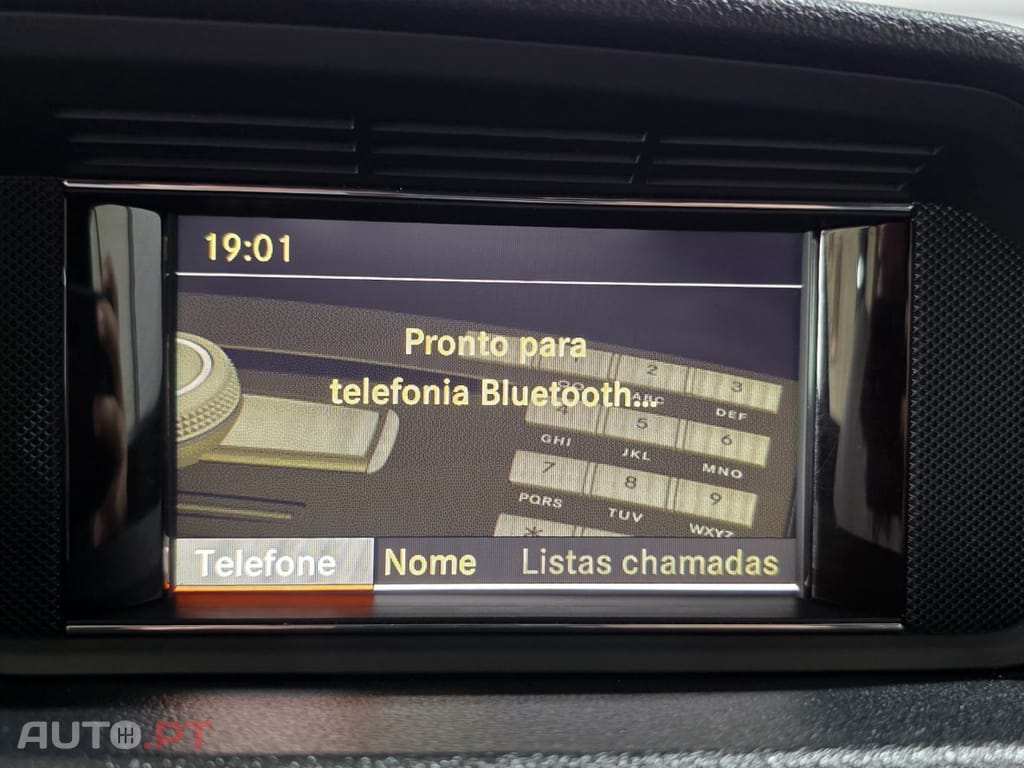 19:01
Pronto para
telefonia Bluetooth...
2
3
ABC
DEF
4
5
6
GHI
JKL
MNO
7
8
9
PQRS
TUV
WXYZ
*
Telefone Nome Listas chamadas
AUTO.PT